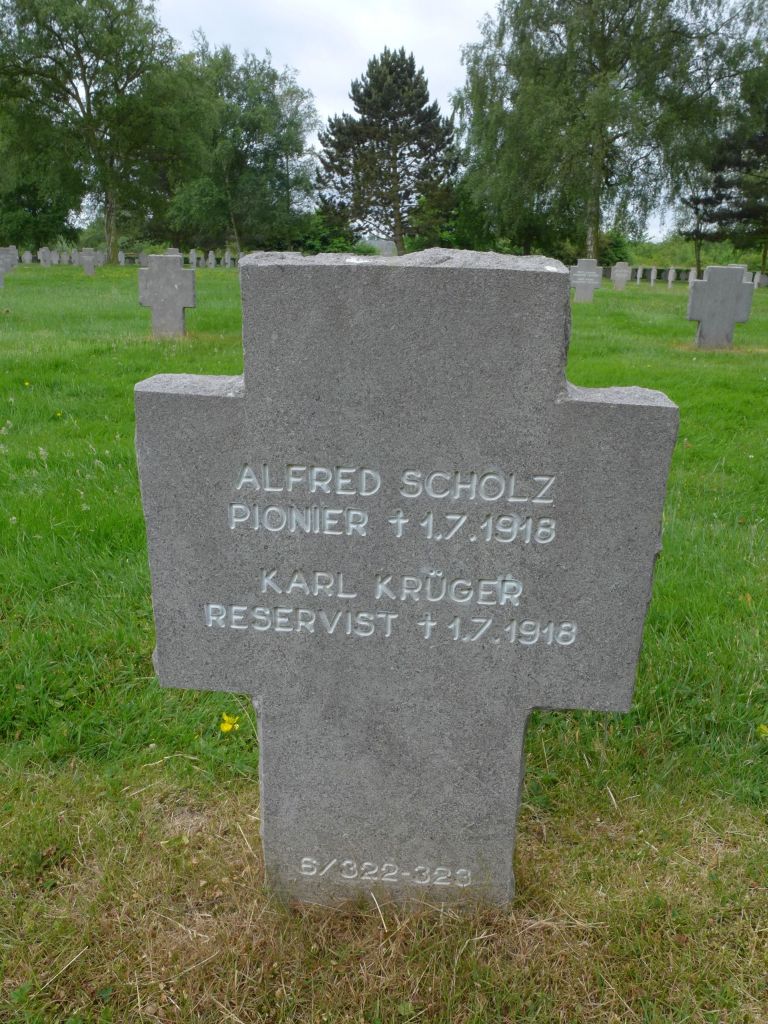 ALFRED SCHOLZ
PIONIER † 1.7.1918
KARL KRÜGER
RESERVIST † 1.7.1918
6/322-323